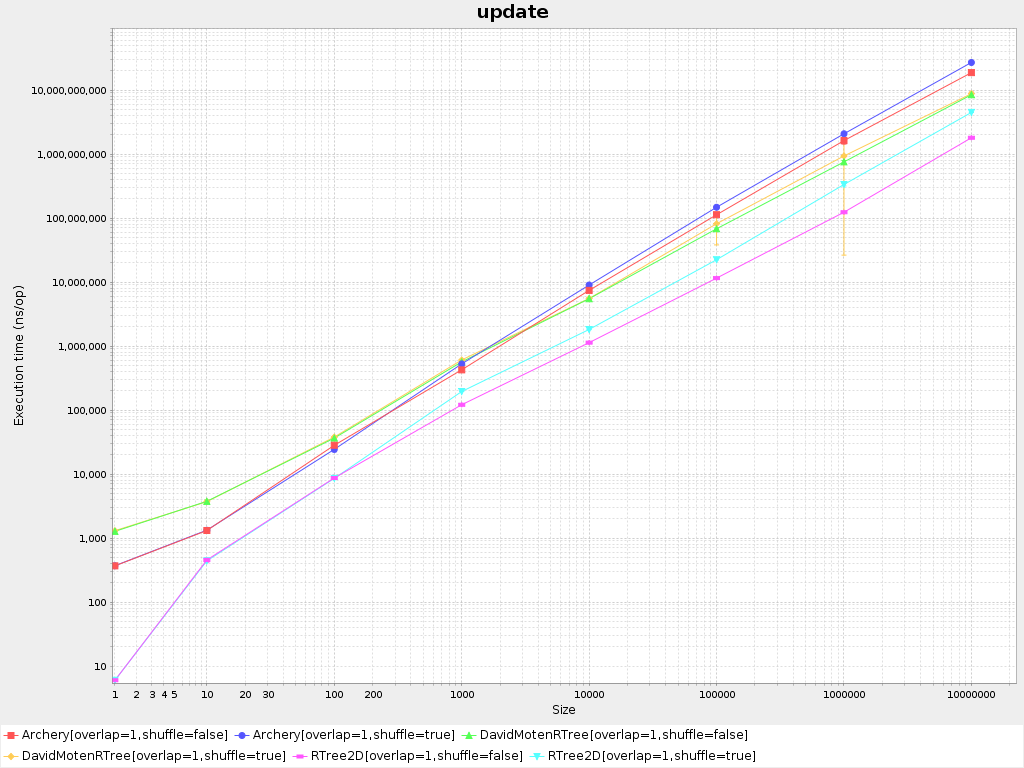 update
Execution time (ns/op)
10,000,000,000
1,000,000,000
100,000,000
10,000,000
1,000,000
100,000
10,000
1,000
100
10
1 2 3 4 5 10 20 30 100 200 1000 10000 100000 1000000 10000000
Size
Archery[overlap=1,shuffle=false] Archery[overlap=1,shuffle=true] DavidMotenRTree[overlap=1,shuffle=false]
DavidMotenRTree[overlap=1,shuffle=true] RTree2D[overlap=1,shuffle=false] RTree2D[overlap=1,shuffle=true]